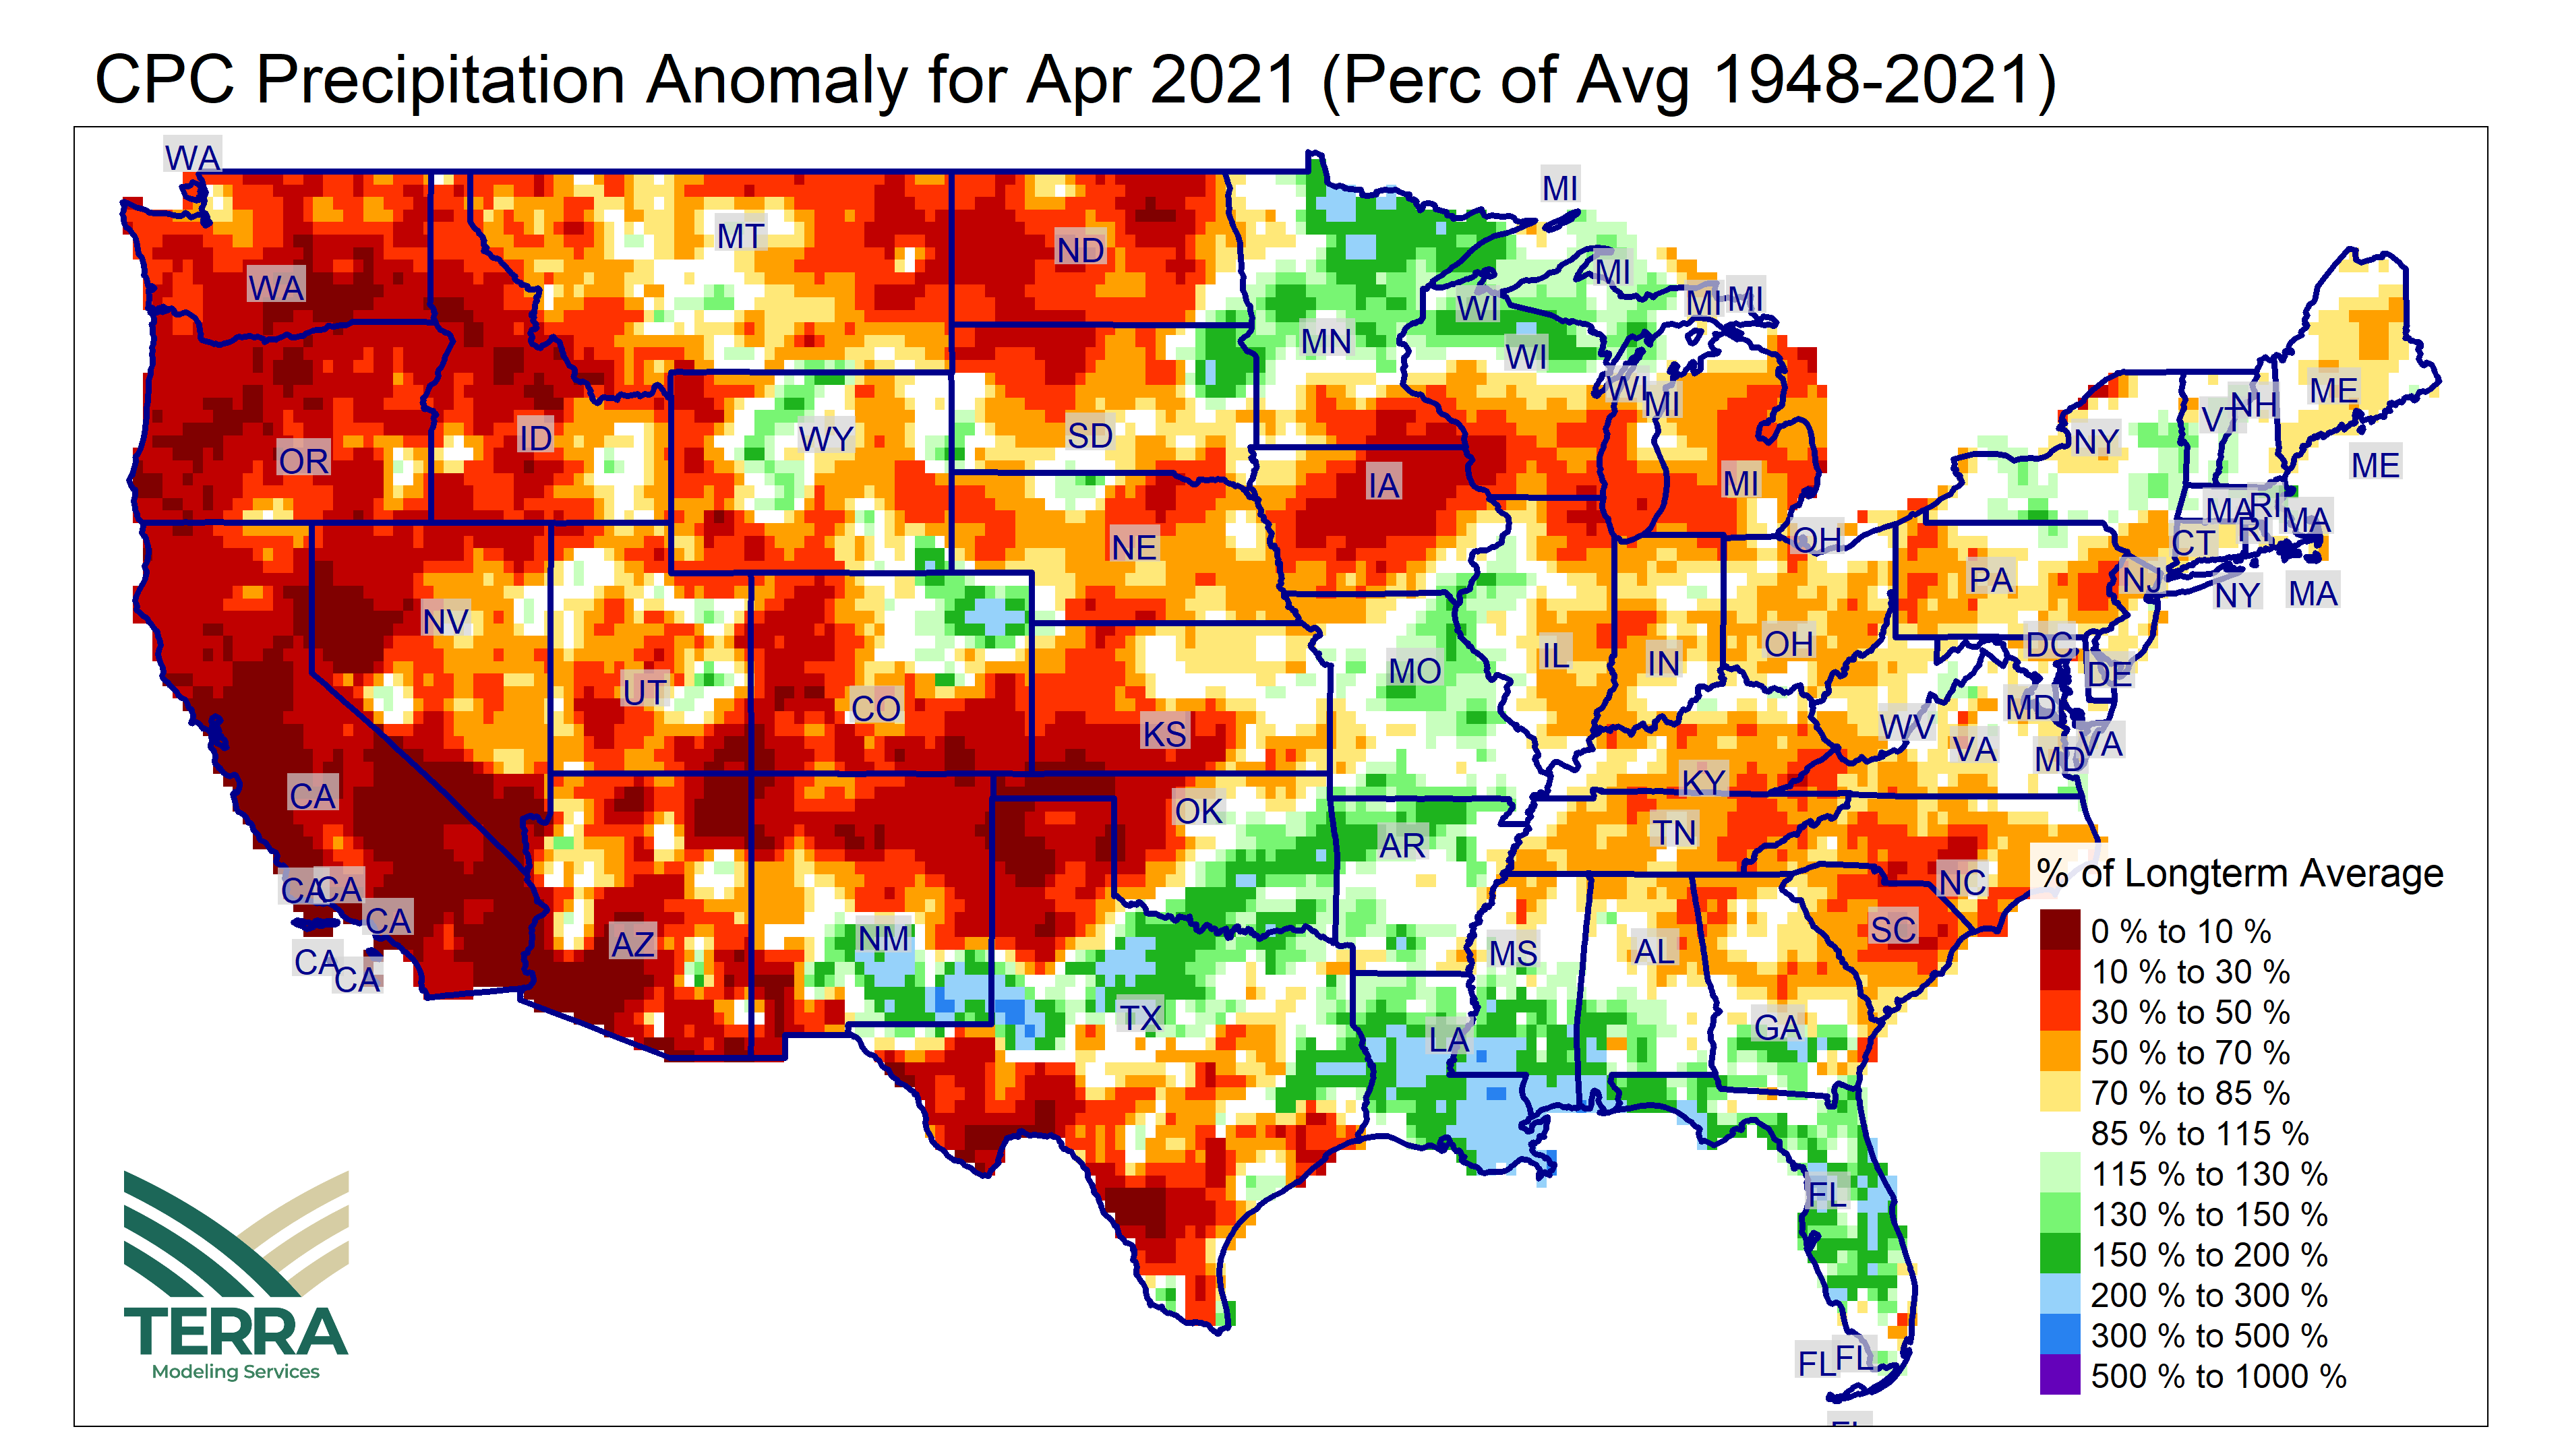 CPC Precipitation Anomaly for Apr 2021 (Perc of Avg 1948-2021)
WA
MI
MT
ND
MI
WA
MI
MI
WI
MN
WI
WI
MI
ME
NH
VT
SD
WY
ID
NY
OR
ME
IA
MI
MA
RI
MA
RI
OH
CT
NE
PA
NJ
NY
MA
NV
OH
DC
IL
IN
MO
DE
UT
CO
MD
WV
KS
VA
VA
MD
CA
KY
OK
TN
AR
CA
CA
NC
CA
SC
NM
AZ
MS
AL
CA
CA
TX
GA
LA
FL
FL
FL
% of Longterm Average
0 % to 10 %
10 % to 30 %
30 % to 50 %
50 % to 70 %
70 % to 85 %
85 % to 115 %
115 % to 130 %
130 % to 150 %
150 % to 200 %
200 % to 300 %
300 % to 500 %
500 % to 1000 %
TERRA
Modeling Services